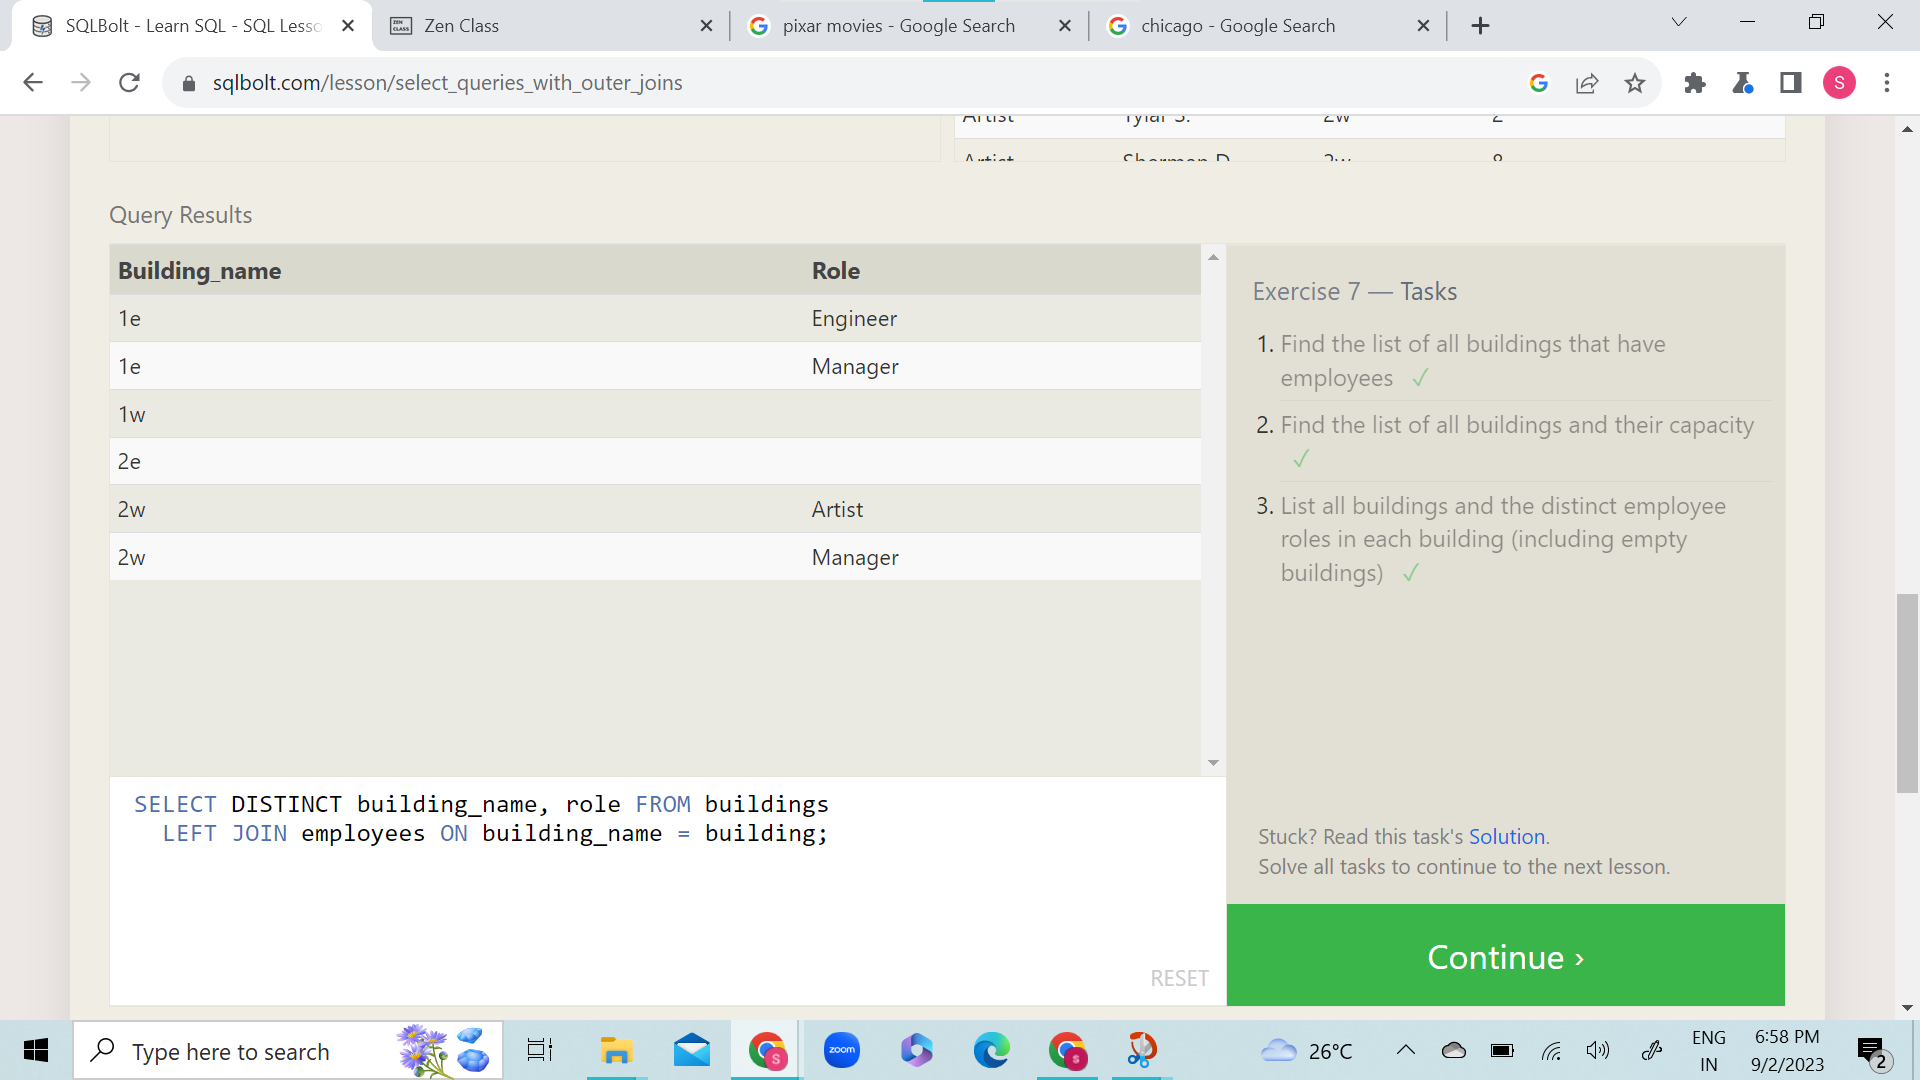 SQLBolt - Learn SQL - SQL Lesso
Zen Class
pixar movies - Google Search
chicago - Google Search
sqlbolt.com/lesson/select_queries_with_outer_joins
S
Artist Tylar S. 2w 2
Artist Sherman D. 2w 8
Query Results
Building_name Role
1e Engineer
1e Manager
1w
2e
2w Artist
2w Manager
Exercise 7 — Tasks
1. Find the list of all buildings that have
employees ✓
2. Find the list of all buildings and their capacity
✓
3. List all buildings and the distinct employee
roles in each building (including empty
buildings) ✓
SELECT DISTINCT building_name, role FROM buildings
LEFT JOIN employees ON building_name = building;
RESET
Stuck? Read this task's Solution.
Solve all tasks to continue to the next lesson.
Continue ›
Type here to search
zoom
26°C
ENG
IN
6:58 PM
9/2/2023
2